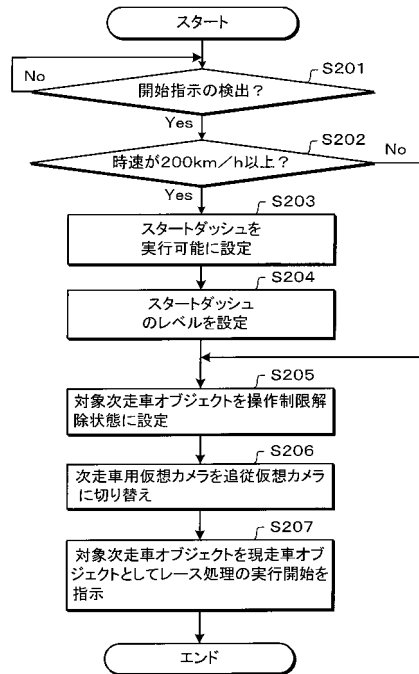 スタート
S201
No
開始指示の検出?
Yes
S202
時速が200km/h以上?
No
Yes
S203
スタートダッシュを
実行可能に設定
S204
スタートダッシュ
のレベルを設定
S205
対象次走車オブジェクトを操作制限解
除状態に設定
S206
次走車用仮想カメラを追従仮想カメラ
に切り替え
S207
対象次走車オブジェクトを現走車オブ
ジェクトとしてレース処理の実行開始を
指示
エンド